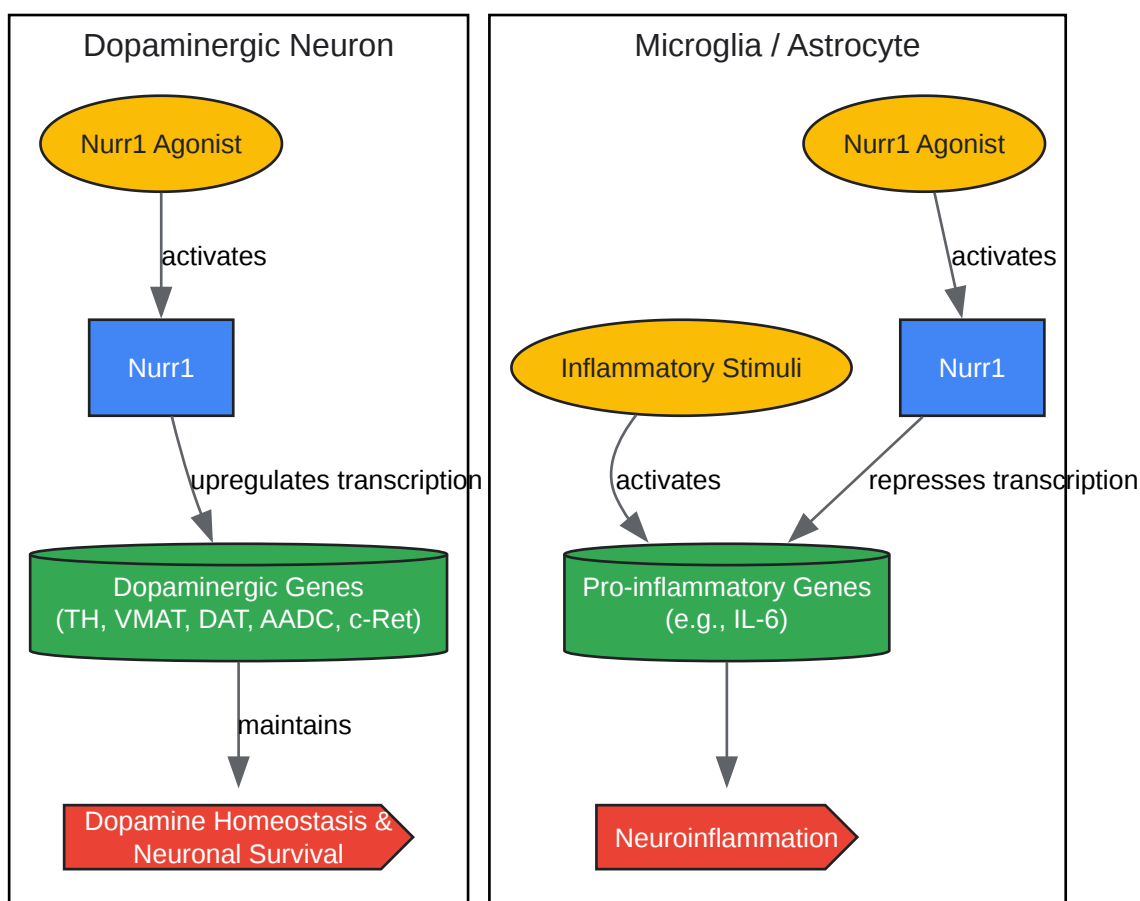 Dopaminergic Neuron
Nurr1 Agonist
activates
Nurr1
upregulates transcription
Dopaminergic Genes
(TH, VMAT, DAT, AADC, c-Ret)
maintains
Dopamine Homeostasis &
Neuronal Survival
Microglia / Astrocyte
Nurr1 Agonist
activates
Inflammatory Stimuli
Nurr1
activates
represses transcription
Pro-inflammatory Genes
(e.g., IL-6)
Neuroinflammation